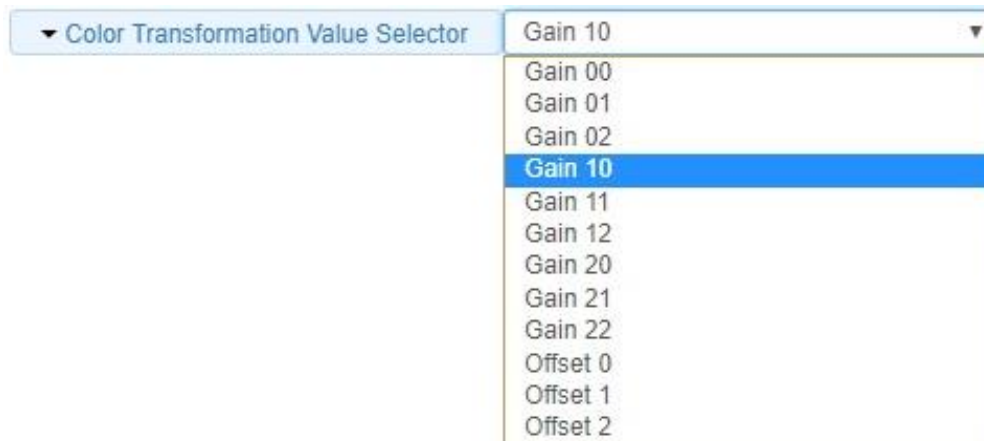 Color Transformation Value Selector Gain 10
Gain 00
Gain 01
Gain 02
Gain 10
Gain 11
Gain 12
Gain 20
Gain 21
Gain 22
Offset 0
Offset 1
Offset 2